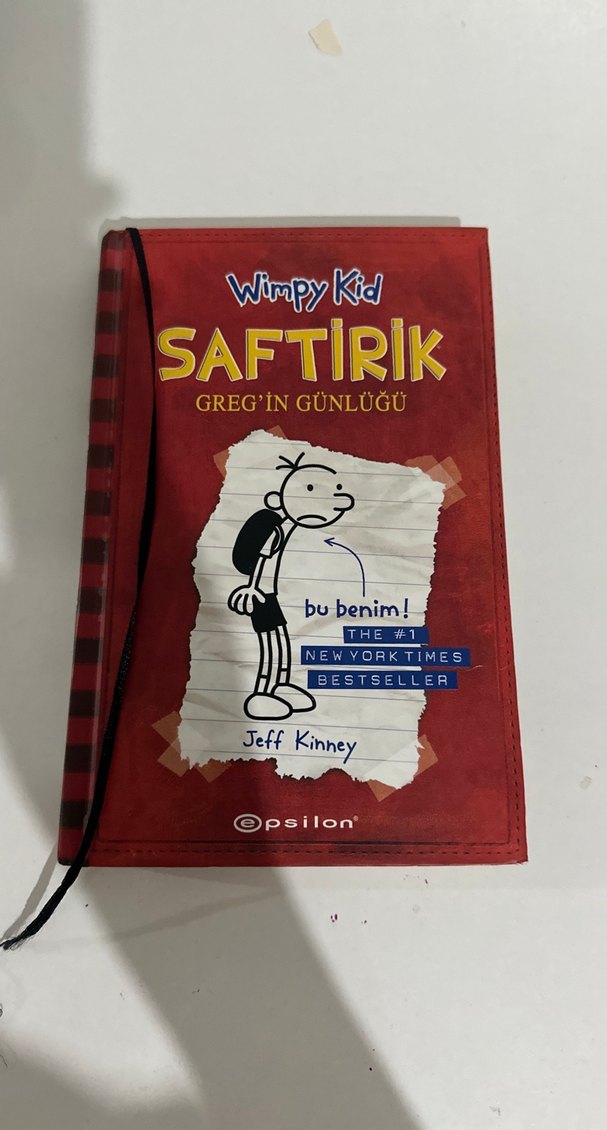 Wimpy Kid
SAFTİRİK
GREG'İN GÜNLÜĞÜ
bu benim!
THE #1
NEW YORK TIMES
BESTSELLER
Jeff Kinney
epsilon®